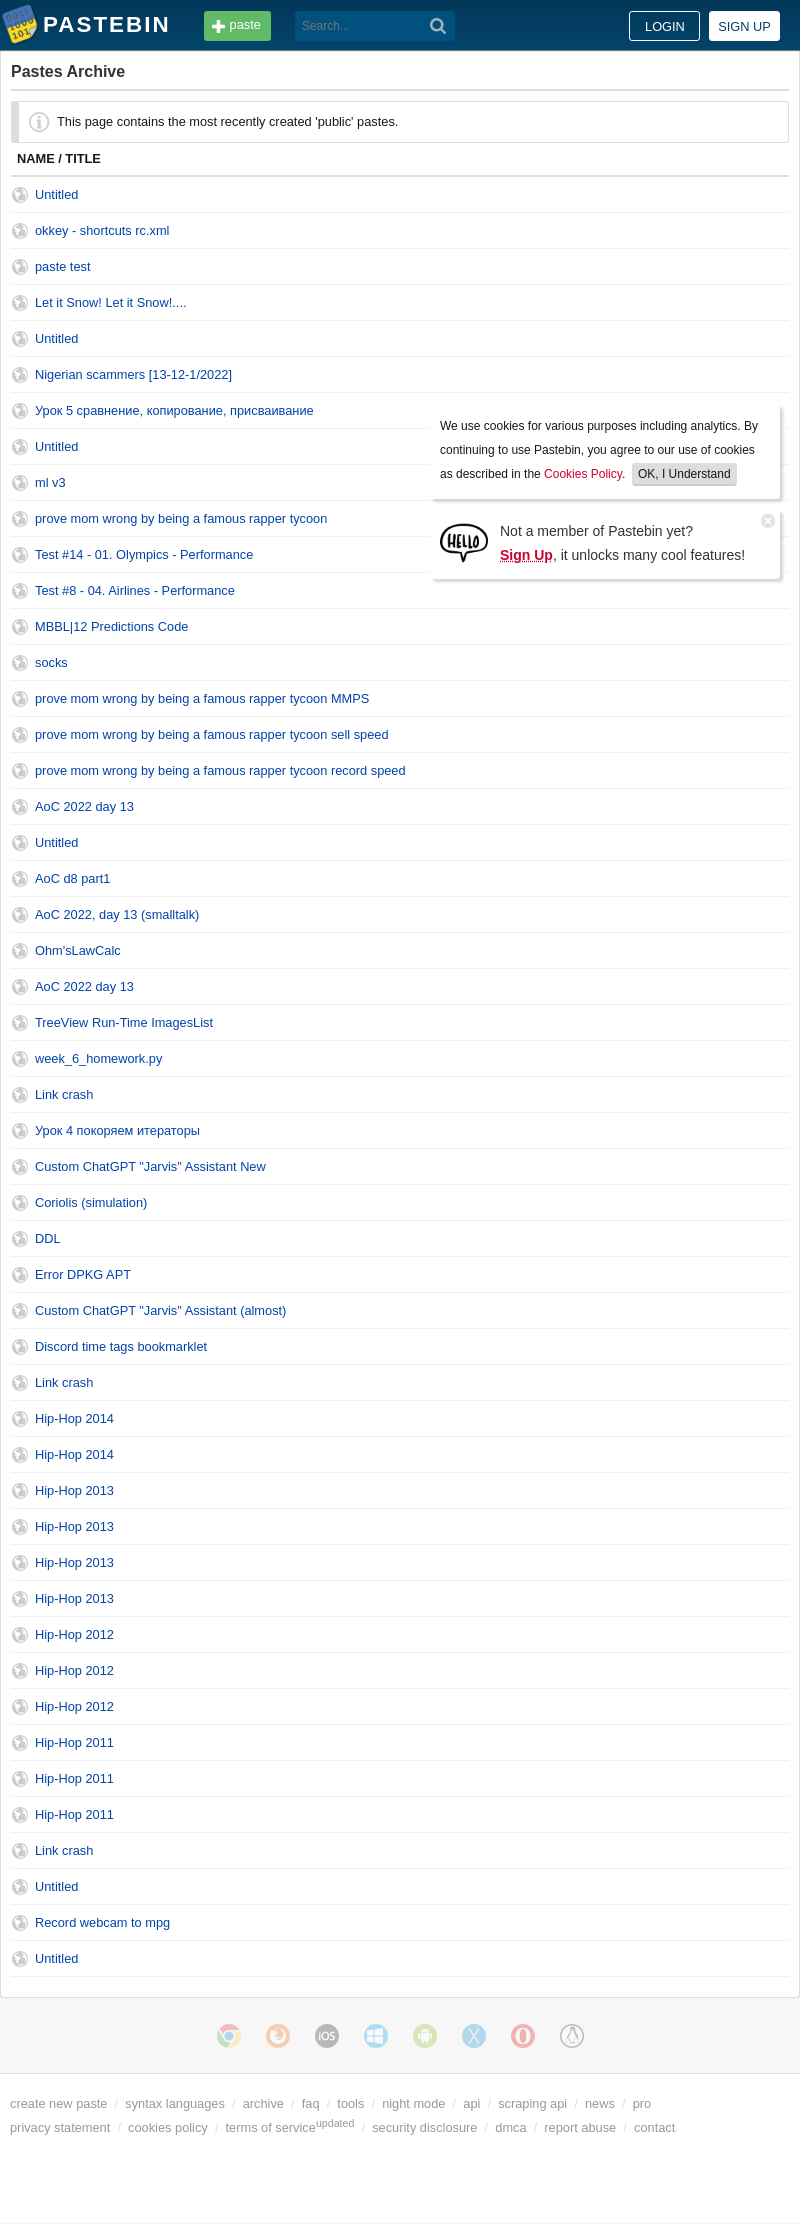 PASTEBIN paste Search... LOGIN SIGN UP
Pastes Archive
This page contains the most recently created 'public' pastes.
NAME / TITLE
Untitled
okkey - shortcuts rc.xml
paste test
Let it Snow! Let it Snow!....
Untitled
Nigerian scammers [13-12-1/2022]
Урок 5 сравнение, копирование, присваивание
Untitled
ml v3
prove mom wrong by being a famous rapper tycoon
Test #14 - 01. Olympics - Performance
Test #8 - 04. Airlines - Performance
We use cookies for various purposes including analytics. By
continuing to use Pastebin, you agree to our use of cookies
as described in the Cookies Policy. OK, I Understand
HELLO
Not a member of Pastebin yet?
Sign Up, it unlocks many cool features!
MBBL|12 Predictions Code
socks
prove mom wrong by being a famous rapper tycoon MMPS
prove mom wrong by being a famous rapper tycoon sell speed
prove mom wrong by being a famous rapper tycoon record speed
AoC 2022 day 13
Untitled
AoC d8 part1
AoC 2022, day 13 (smalltalk)
Ohm'sLawCalc
AoC 2022 day 13
TreeView Run-Time ImagesList
week_6_homework.py
Link crash
Урок 4 покоряем итераторы
Custom ChatGPT "Jarvis" Assistant New
Coriolis (simulation)
DDL
Error DPKG APT
Custom ChatGPT "Jarvis" Assistant (almost)
Discord time tags bookmarklet
Link crash
Hip-Hop 2014
Hip-Hop 2014
Hip-Hop 2013
Hip-Hop 2013
Hip-Hop 2013
Hip-Hop 2013
Hip-Hop 2012
Hip-Hop 2012
Hip-Hop 2012
Hip-Hop 2011
Hip-Hop 2011
Hip-Hop 2011
Link crash
Untitled
Record webcam to mpg
Untitled
iOS
create new paste / syntax languages / archive / faq / tools / night mode / api / scraping api / news / pro
privacy statement / cookies policy / terms of service updated / security disclosure / dmca / report abuse / contact